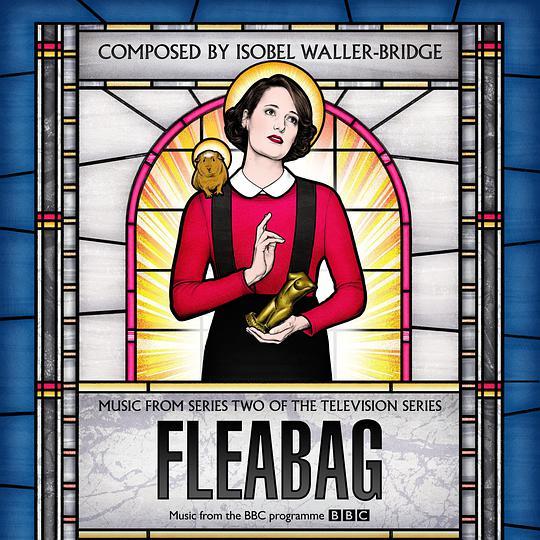 COMPOSED BY ISOBEL WALLER-BRIDGE
MUSIC FROM SERIES TWO OF THE TELEVISION SERIES
FLEABAG
Music from the BBC programme BBC